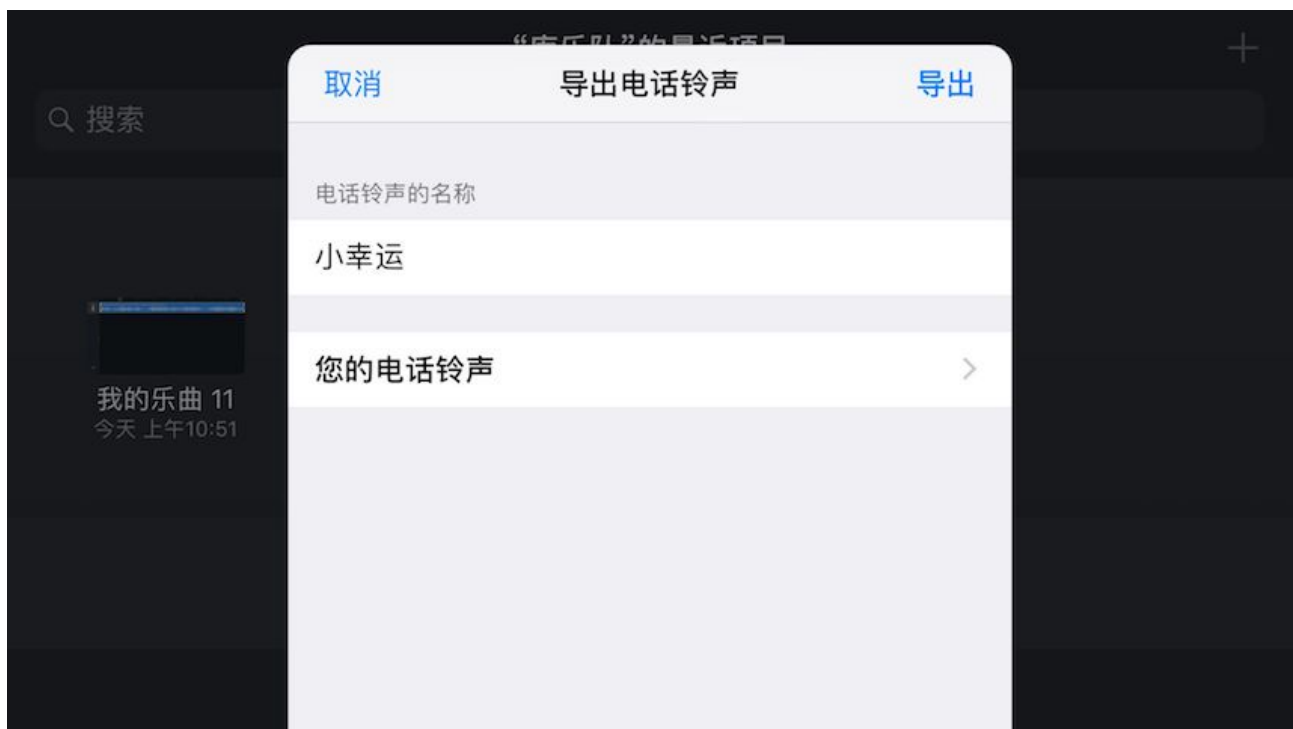 取消
导出电话铃声
导出
搜索
电话铃声的名称
小幸运
您的电话铃声
我的乐曲 11
今天 上午10:51